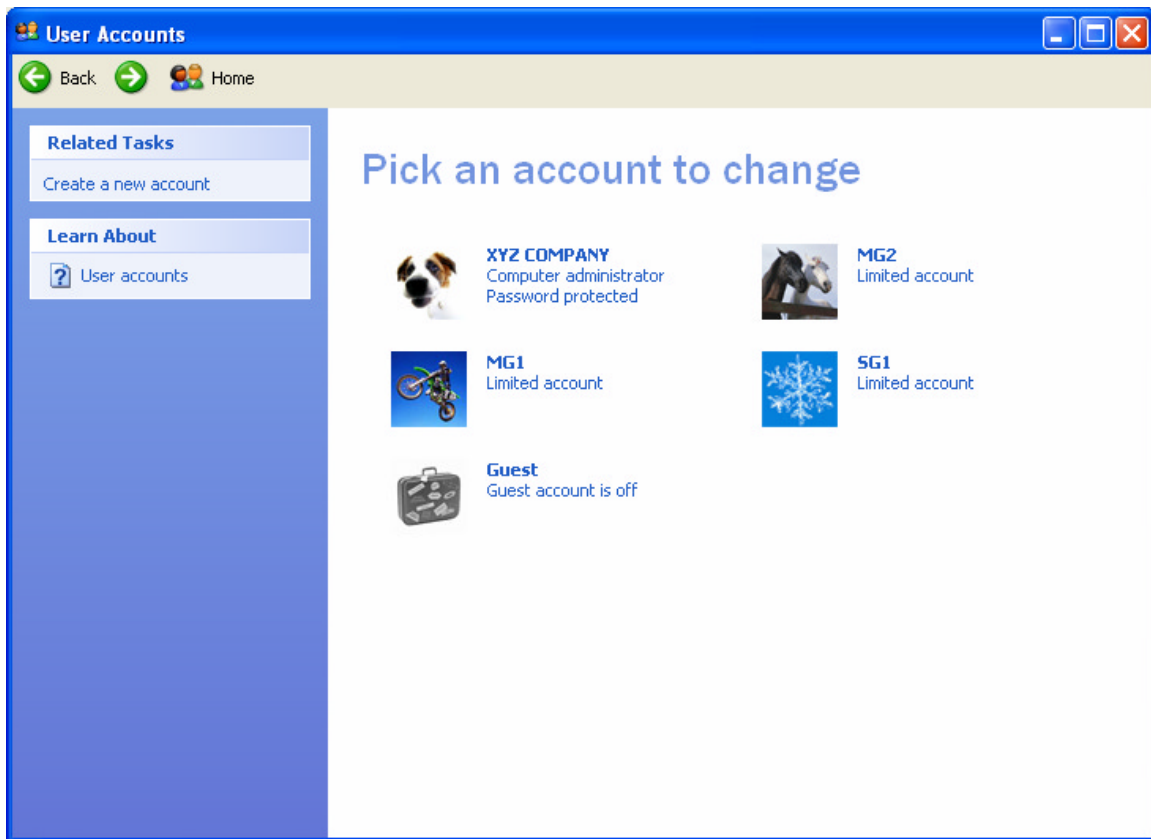 User Accounts
Back
Home
Related Tasks
Create a new account
Learn About
User accounts
Pick an account to change
XYZ COMPANY
Computer administrator
Password protected
MG2
Limited account
MG1
Limited account
SG1
Limited account
Guest
Guest account is off